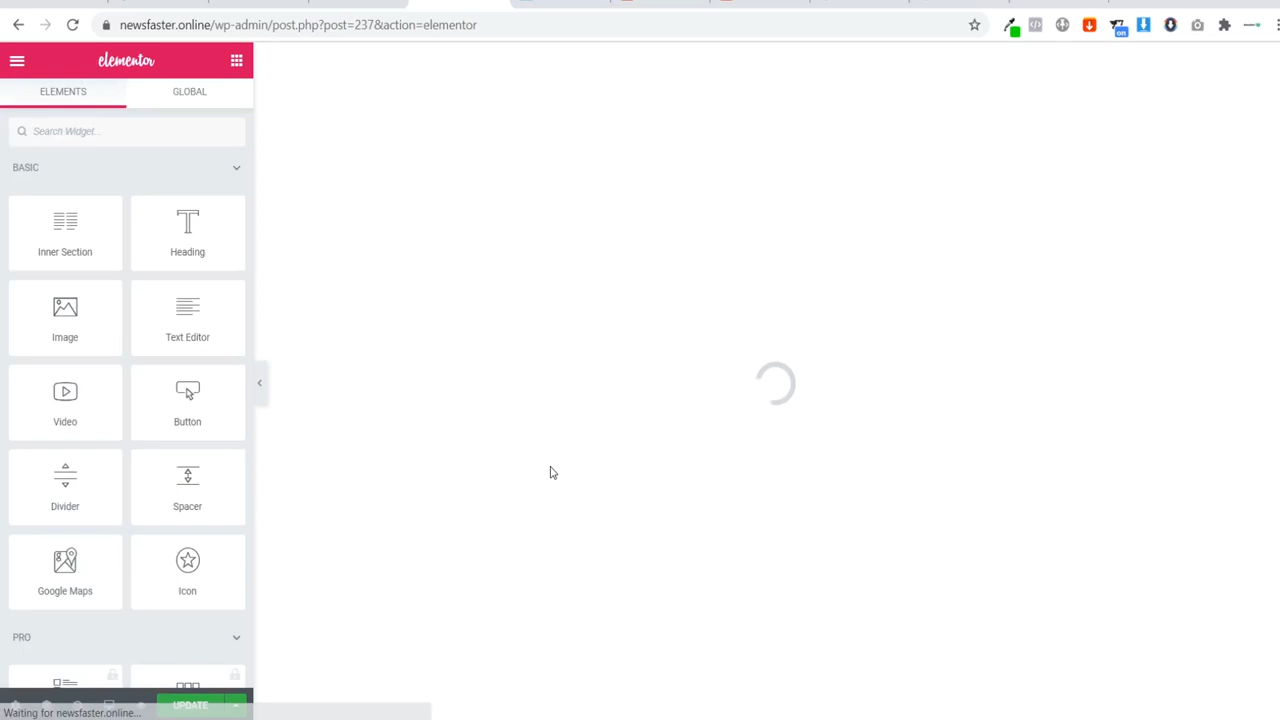 newsfaster.online/wp-admin/post.php?post=237&action=elementor
on
elementor
ELEMENTS
GLOBAL
Search Widget...
BASIC
Inner Section
Heading
Image
Text Editor
Video
Button
Divider
Spacer
Google Maps
Icon
PRO
UPDATE
Waiting for newsfaster.online...